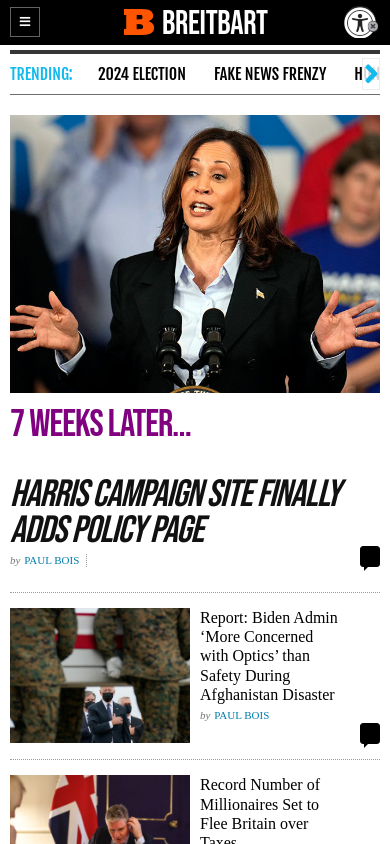 BREITBART
TRENDING:
2024 ELECTION
FAKE NEWS FRENZY
H
7 WEEKS LATER...
HARRIS CAMPAIGN SITE FINALLY
ADDS POLICY PAGE
by PAUL BOIS
Report: Biden Admin
‘More Concerned
with Optics’ than
Safety During
Afghanistan Disaster
by PAUL BOIS
Record Number of
Millionaires Set to
Flee Britain over
Taxes